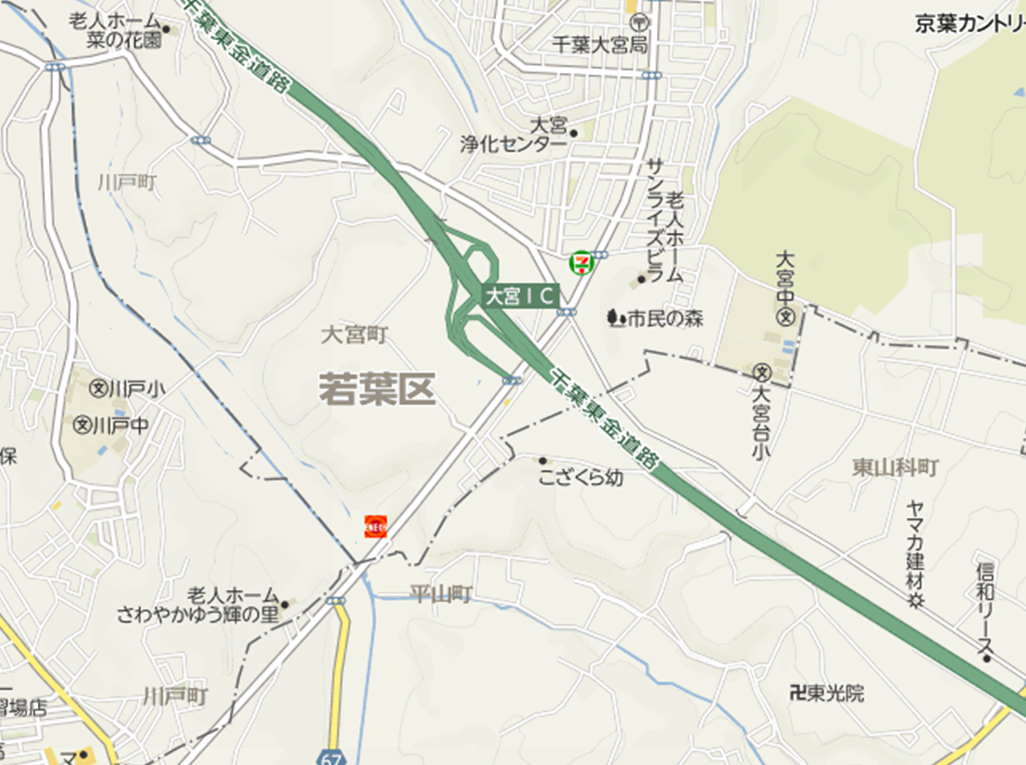 老人ホーム
菜の花園
千葉東金道路
千葉大宮局
京葉カントリー
大宮
浄化センター
川戸町
サンライズビラ
老人ホーム
大宮IC
市民の森
大宮中
大宮町
若葉区
川戸小
川戸中
保
千葉東金道路
大宮台小
こざくら幼
東山科町
ヤマカ建材
信和リース
ENEOS
老人ホーム
さわやかゆう輝の里
平山町
川戸町
習場店
東光院
マ
67